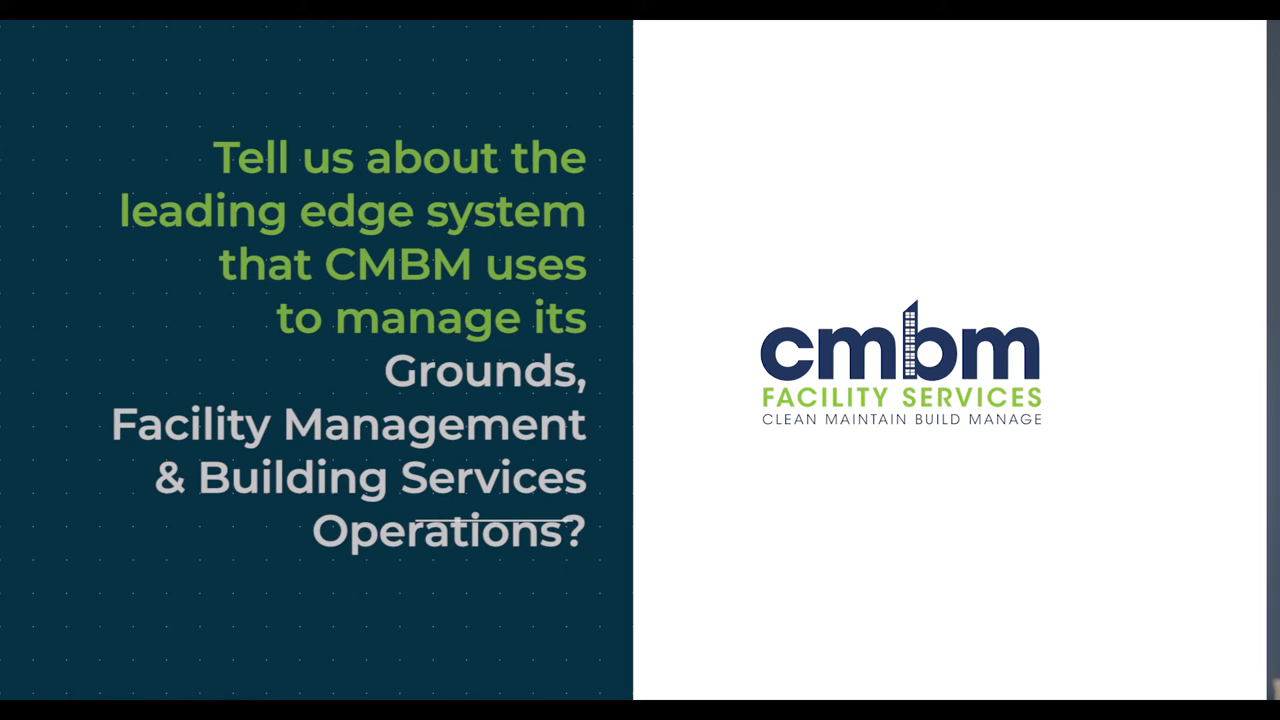 Tell us about the
leading edge system
that CMBM uses
to manage its
Grounds,
Facility Management
& Building Services
Operations?
cmbm
FACILITY SERVICES
CLEAN MAINTAIN BUILD MANAGE